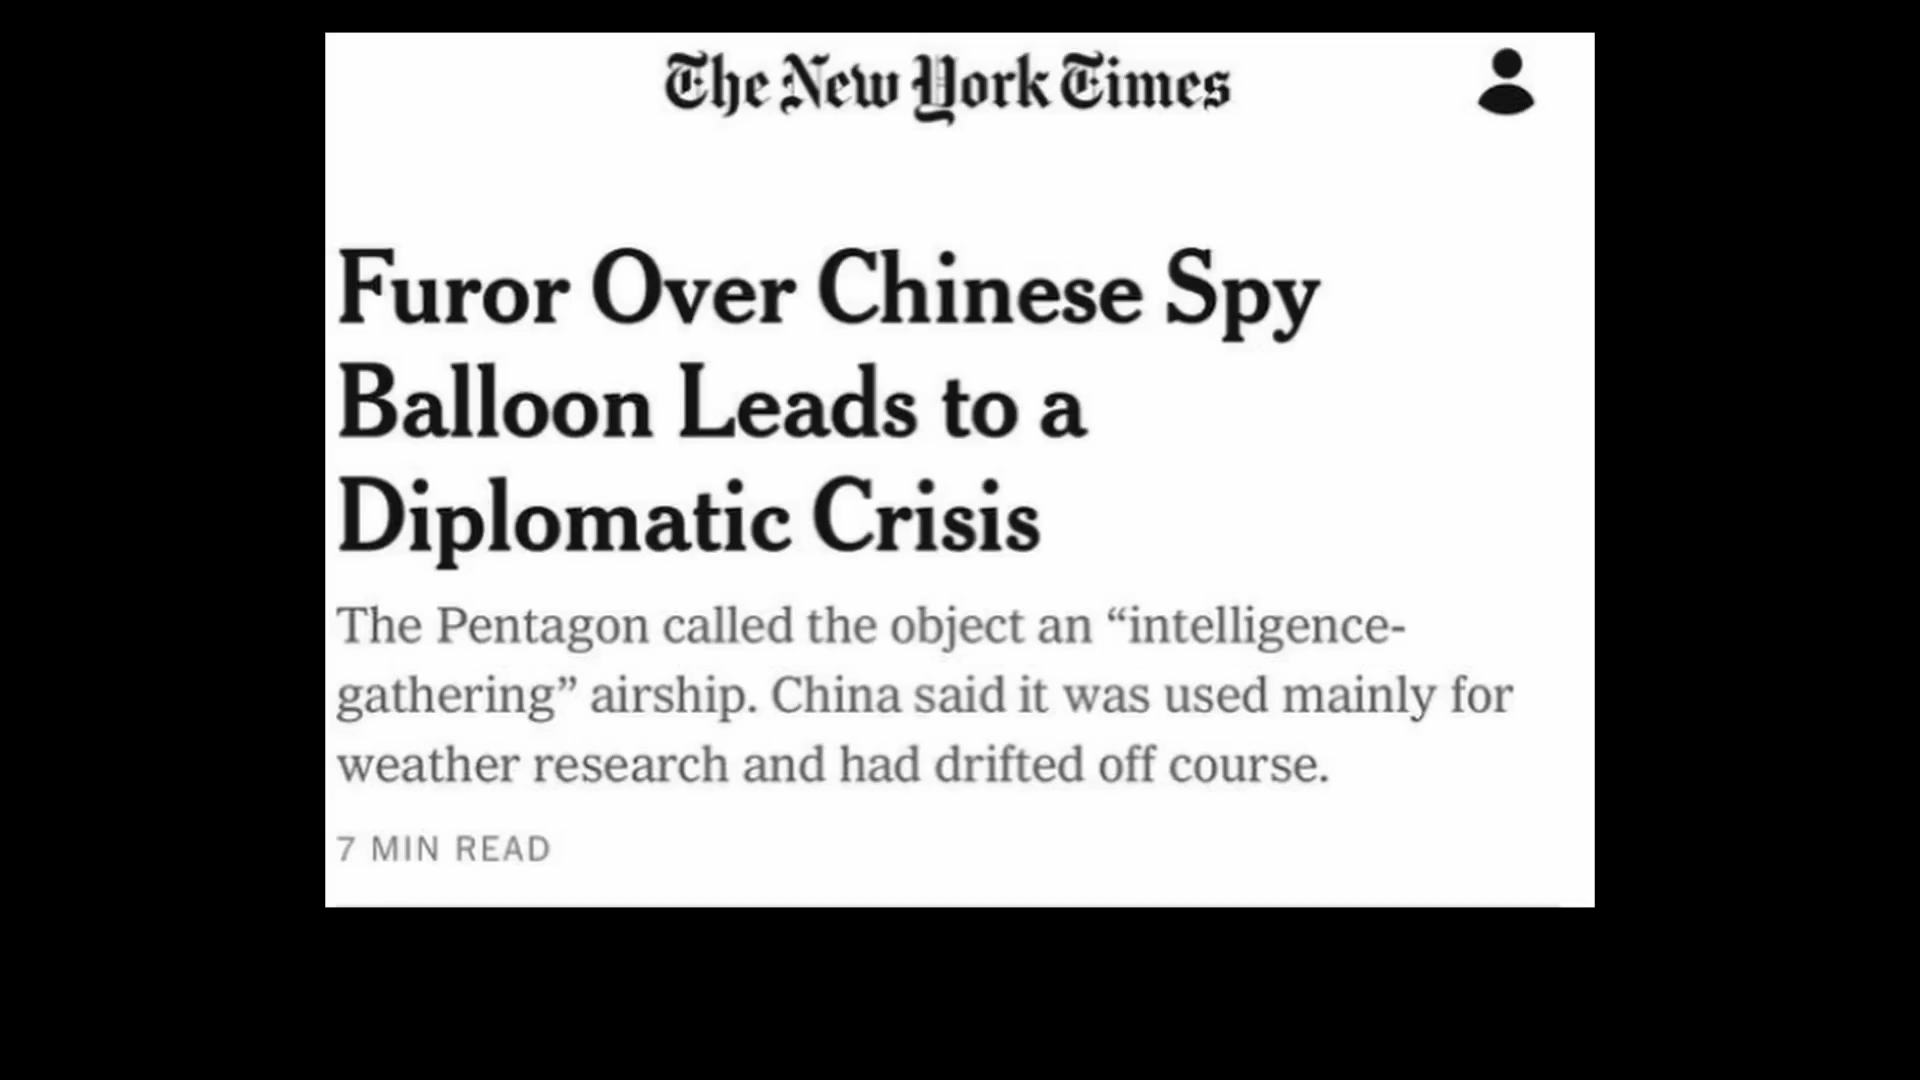 The New York Times
Furor Over Chinese Spy
Balloon Leads to a
Diplomatic Crisis
The Pentagon called the object an “intelligence-
gathering” airship. China said it was used mainly for
weather research and had drifted off course.
7 MIN READ